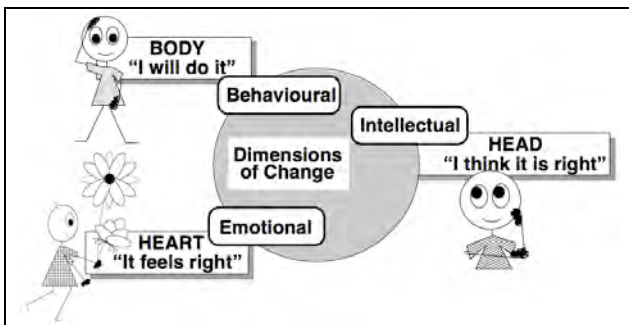 BODY
"I will do it"
Behavioural
Intellectual
Dimensions
of Change
HEAD
"I think it is right"
Emotional
HEART
"It feels right"